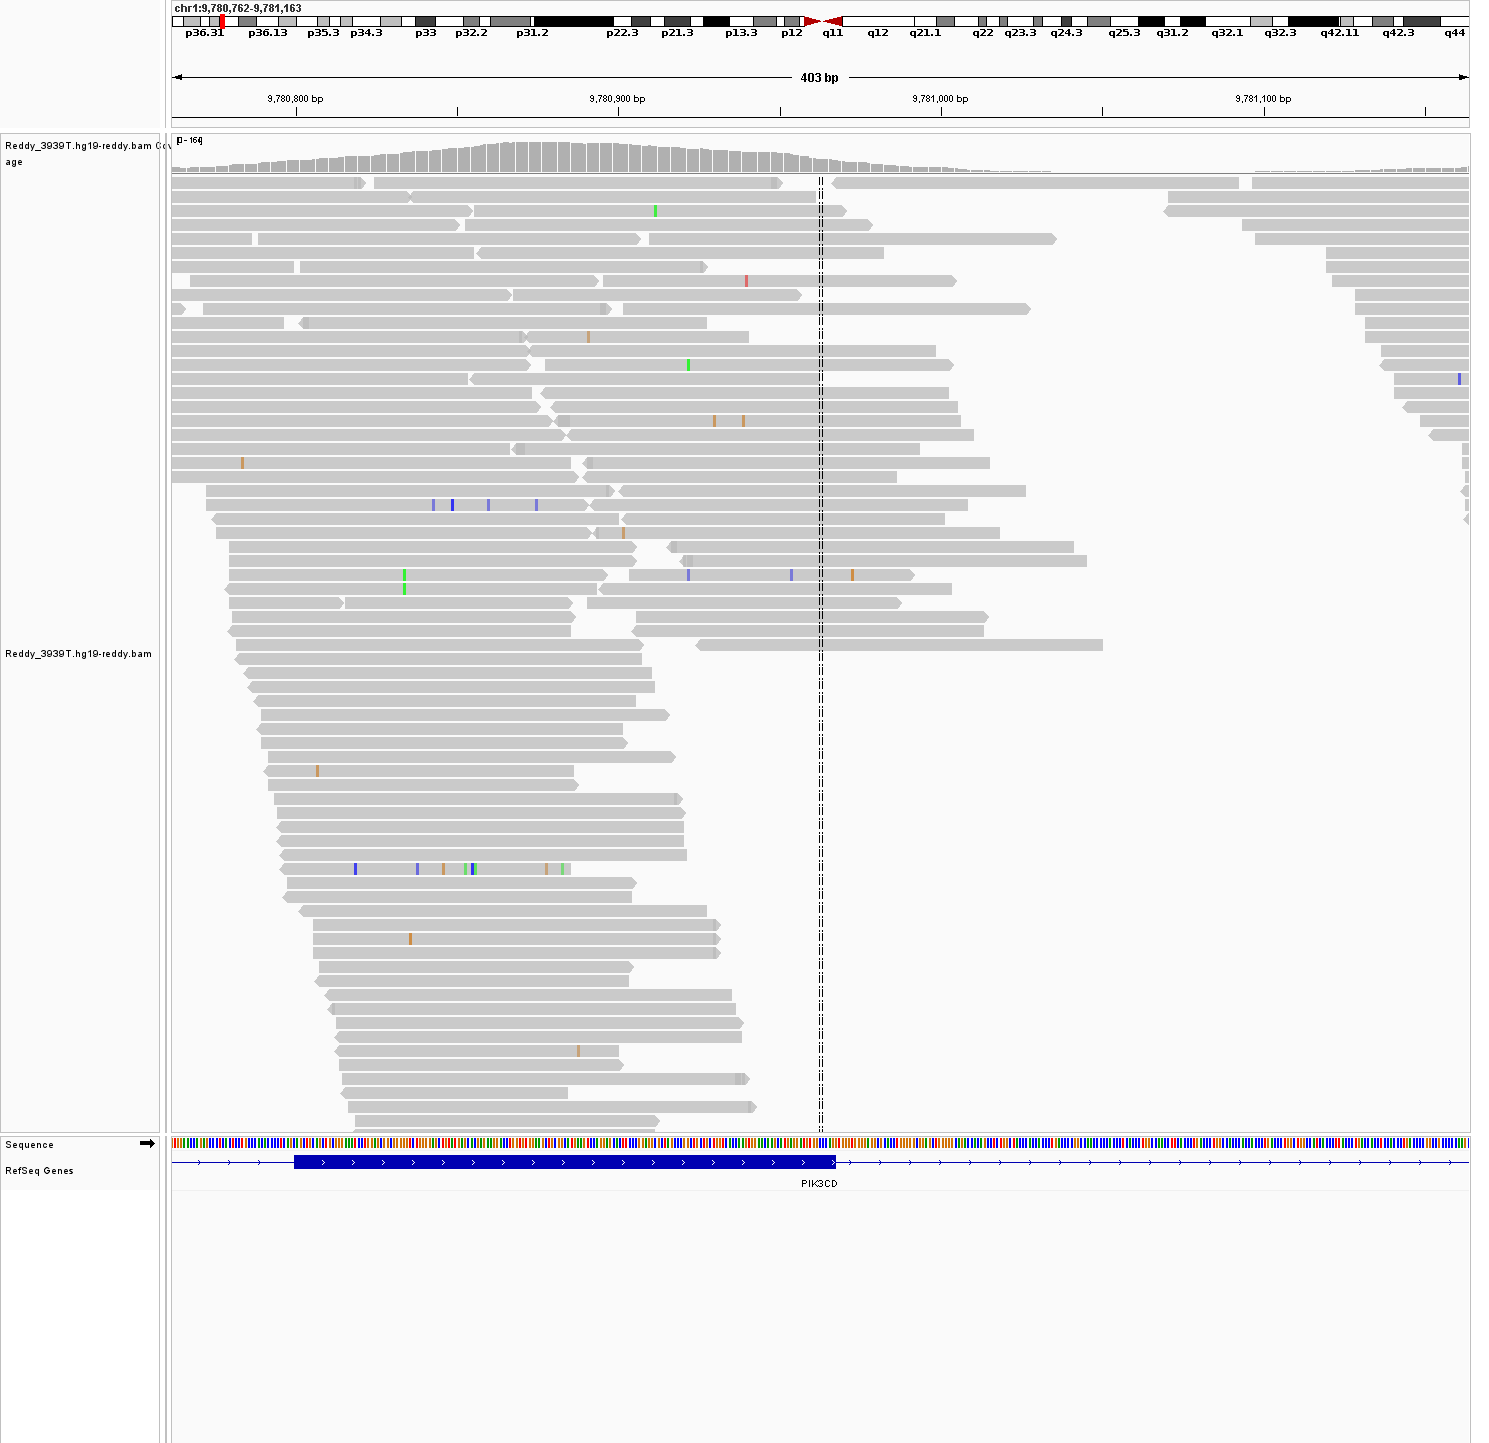 chr1:9,780,762-9,781,163
p36.31 p36.13 p35.3 p34.3 p33 p32.2 p31.2 p22.3 p21.3 p13.3 p12 q11 q12 q21.1 q22 q23.3 q24.3 q25.3 q31.2 q32.1 q32.3 q42.11 q42.3 q44
403 bp
9,780,800 bp 9,780,900 bp 9,781,000 bp 9,781,100 bp
Reddy_3939T.hg19-reddy.bam Cov
age
[0 - 164]
Reddy_3939T.hg19-reddy.bam
Sequence
RefSeq Genes
PIK3CD